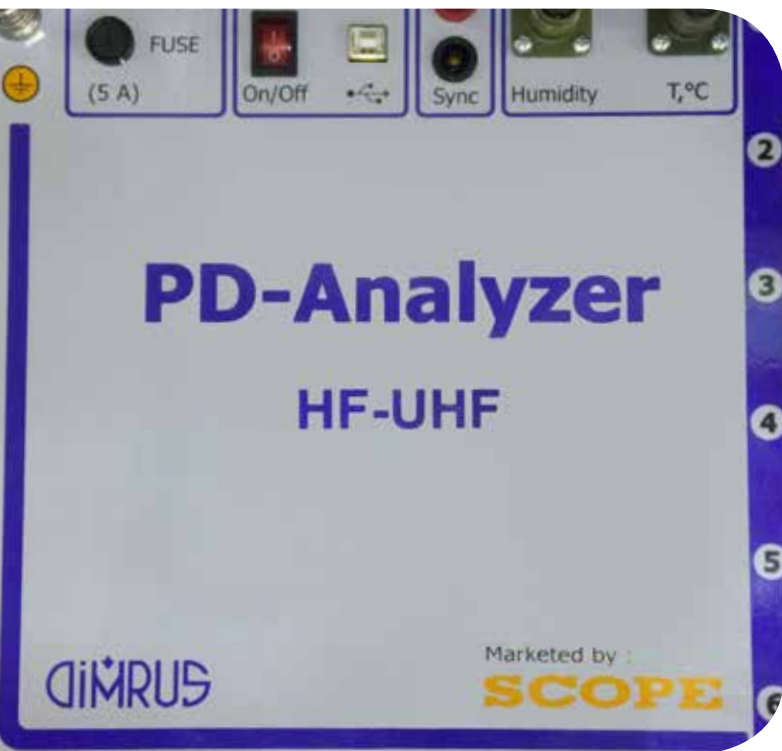 FUSE
(5 A)
On/Off
Sync
Humidity
T,°C
2
3
PD-Analyzer
HF-UHF
4
5
6
DiMRUS
Marketed by :
SCOPE